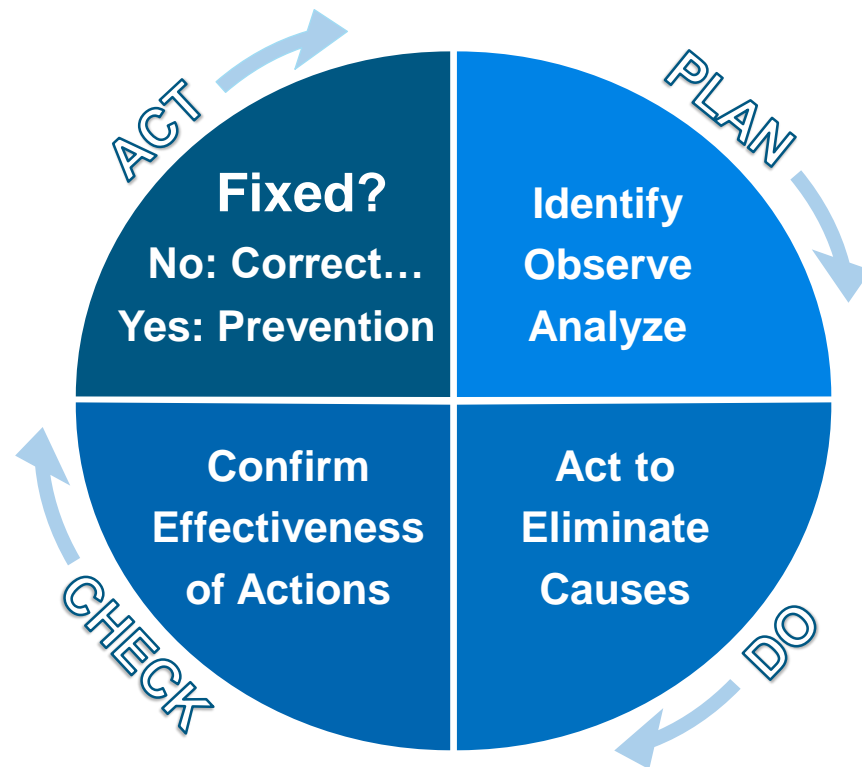 PLAN
Identify
Observe
Analyze
DO
Act to
Eliminate
Causes
CHECK
Confirm
Effectiveness
of Actions
ACT
Fixed?
No: Correct…
Yes: Prevention